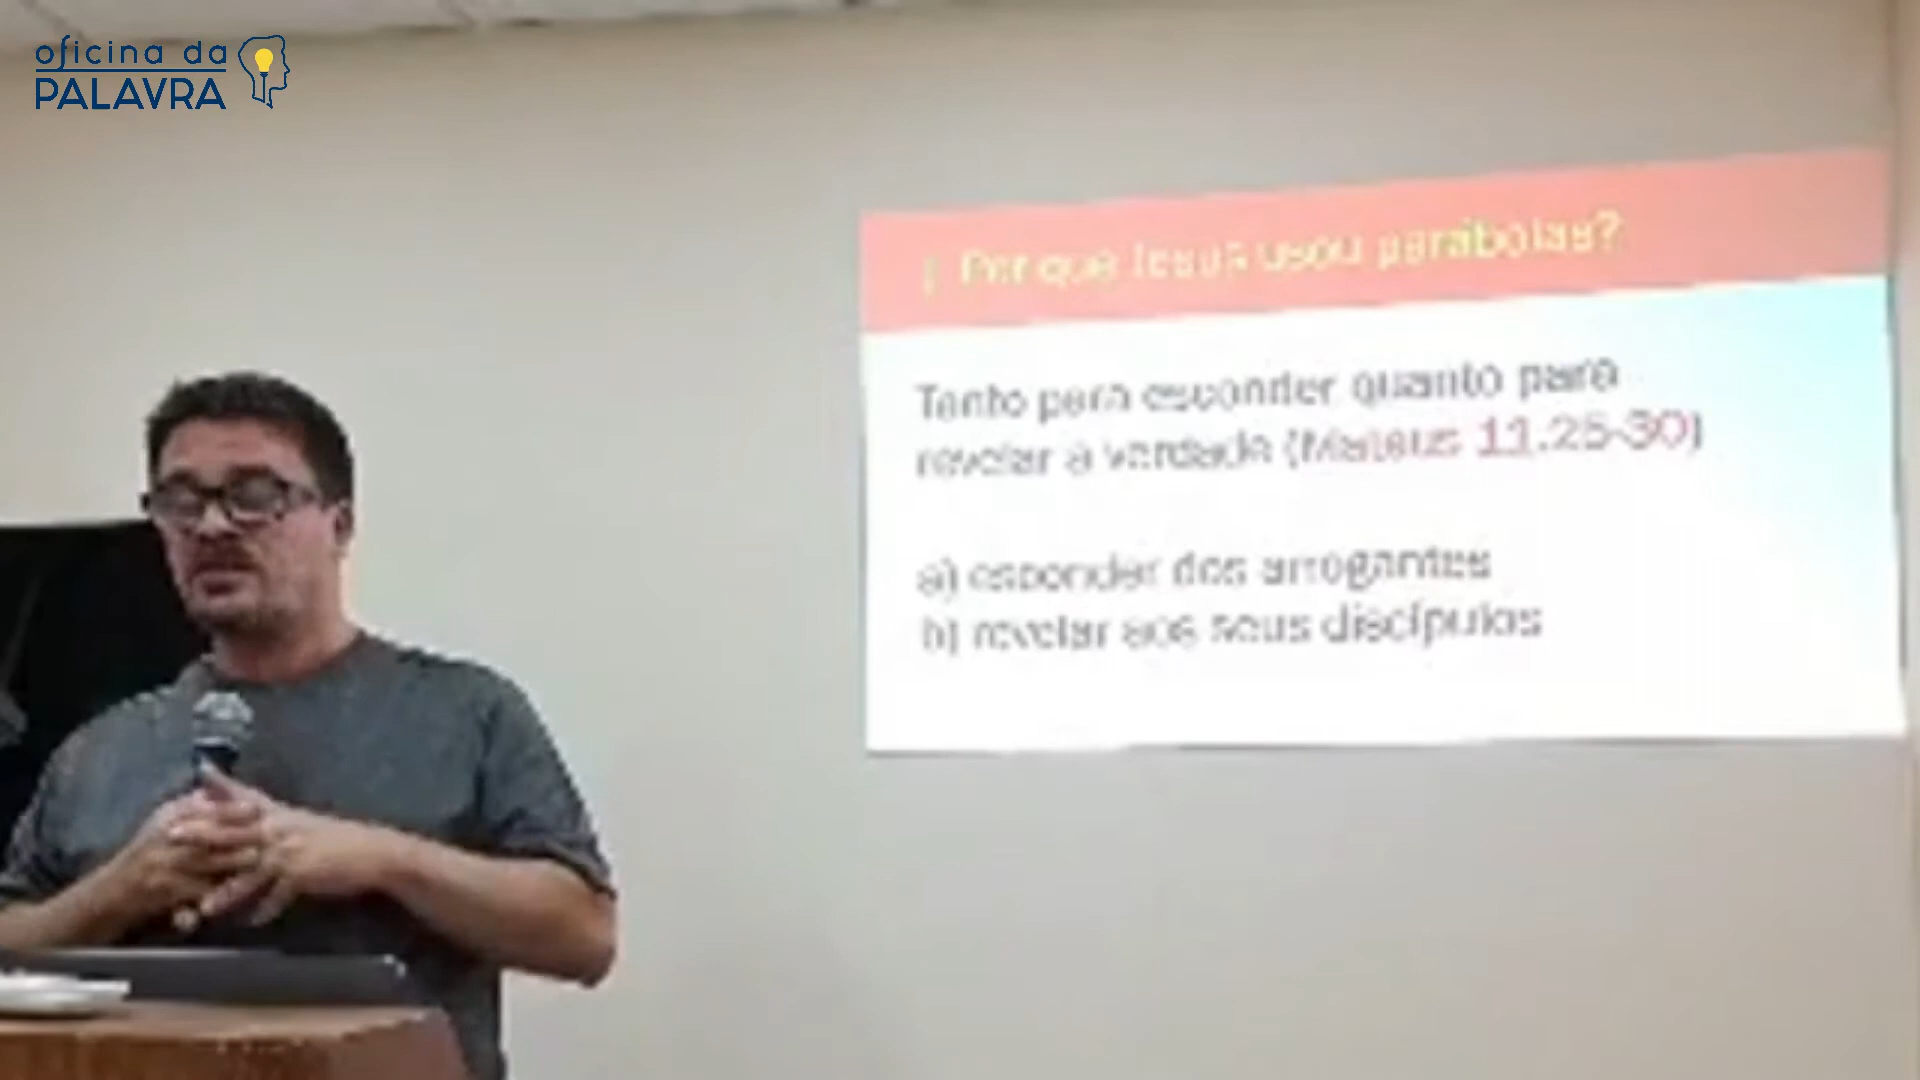 oficina da
PALAVRA
Por que Jesus usou parábolas?
Tanto para esconder quanto para
revelar a verdade (Mateus 11.25-30)
a) esconder dos arrogantes
b) revelar aos seus discípulos